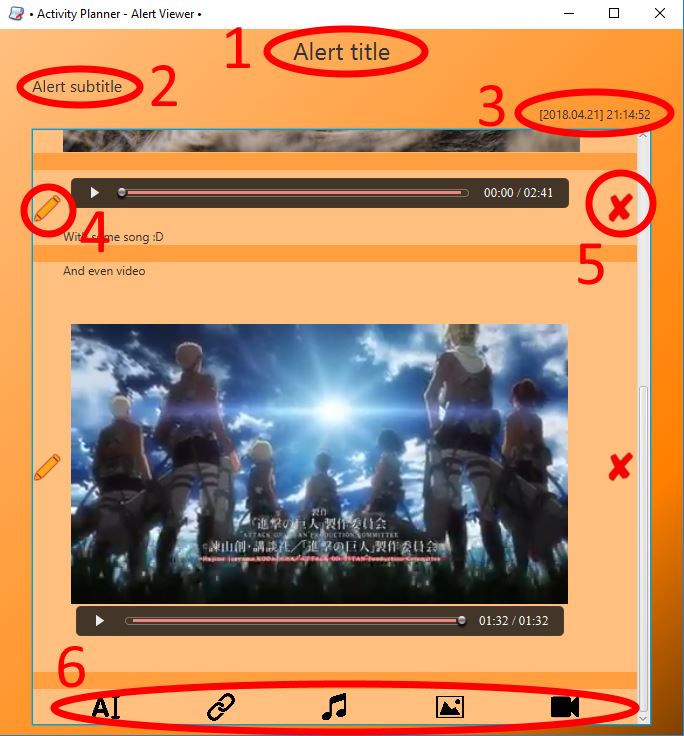 • Activity Planner - Alert Viewer •
1
Alert title
Alert subtitle
2
3
[2018.04.21] 21:14:52
00:00 / 02:41
4
With some song :D
5
And even video
製作
「進撃の巨人」製作委員会
ATTACK ON TITAN PRODUCTION COMMITTEE
©諫山創・講談社/「進撃の巨人」製作委員会
01:32 / 01:32
6
AI